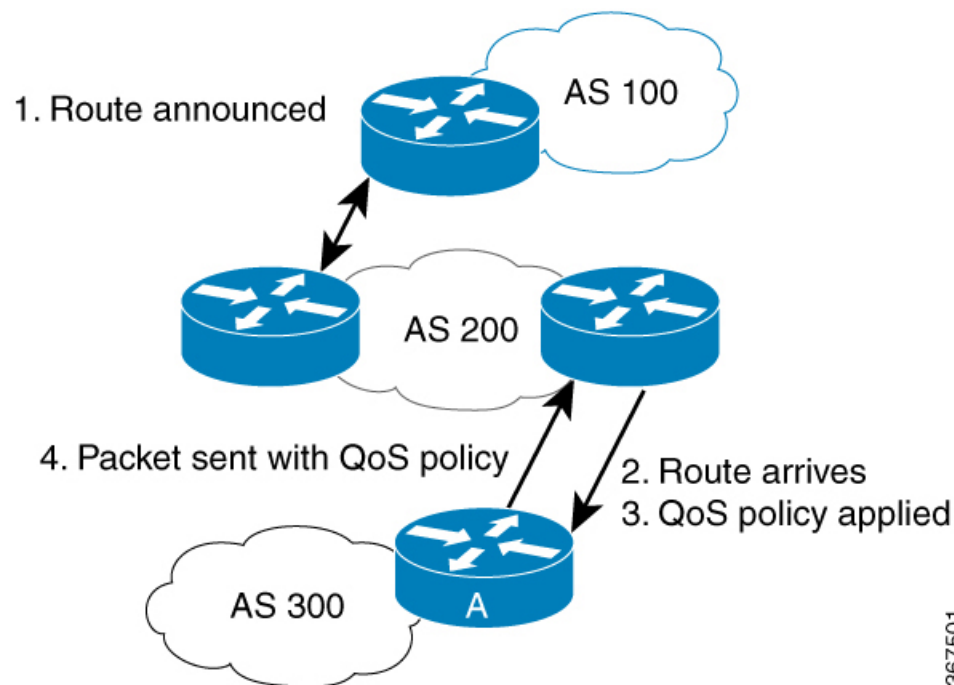 1. Route announced
AS 100
AS 200
4. Packet sent with QoS policy
2. Route arrives
3. QoS policy applied
AS 300
A
367501